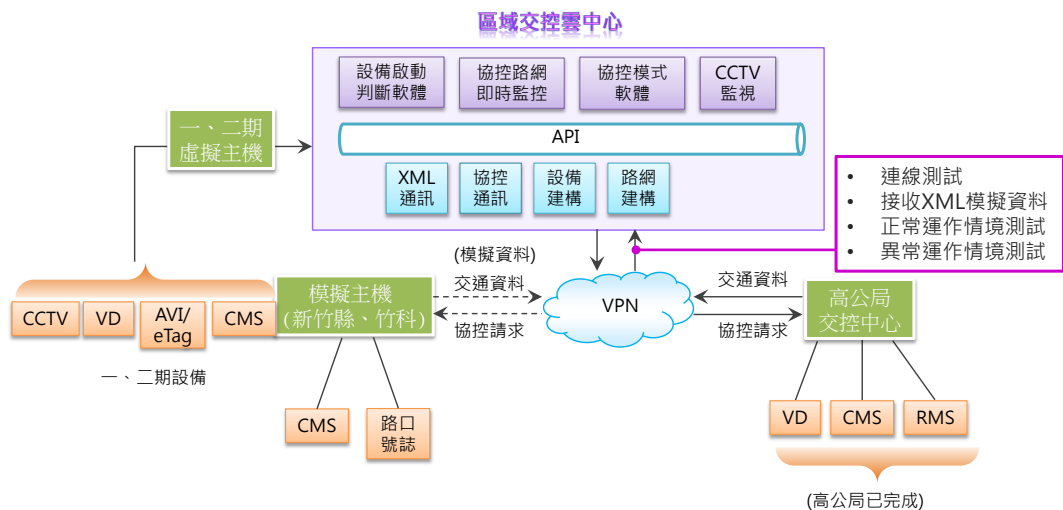 區域交控雲中心
設備啟動
判斷軟體
協控路網
即時監控
協控模式
軟體
CCTV
監視
API
XML
通訊
協控
通訊
設備
建構
路網
建構
一、二期
虛擬主機
• 連線測試
• 接收XML模擬資料
• 正常運作情境測試
• 異常運作情境測試
CCTV
VD
AVI/
eTag
CMS
一、二期設備
模擬主機
(新竹縣、竹科)
(模擬資料)
交通資料
協控請求
VPN
交通資料
協控請求
高公局
交控中心
CMS
路口
號誌
VD
CMS
RMS
(高公局已完成)